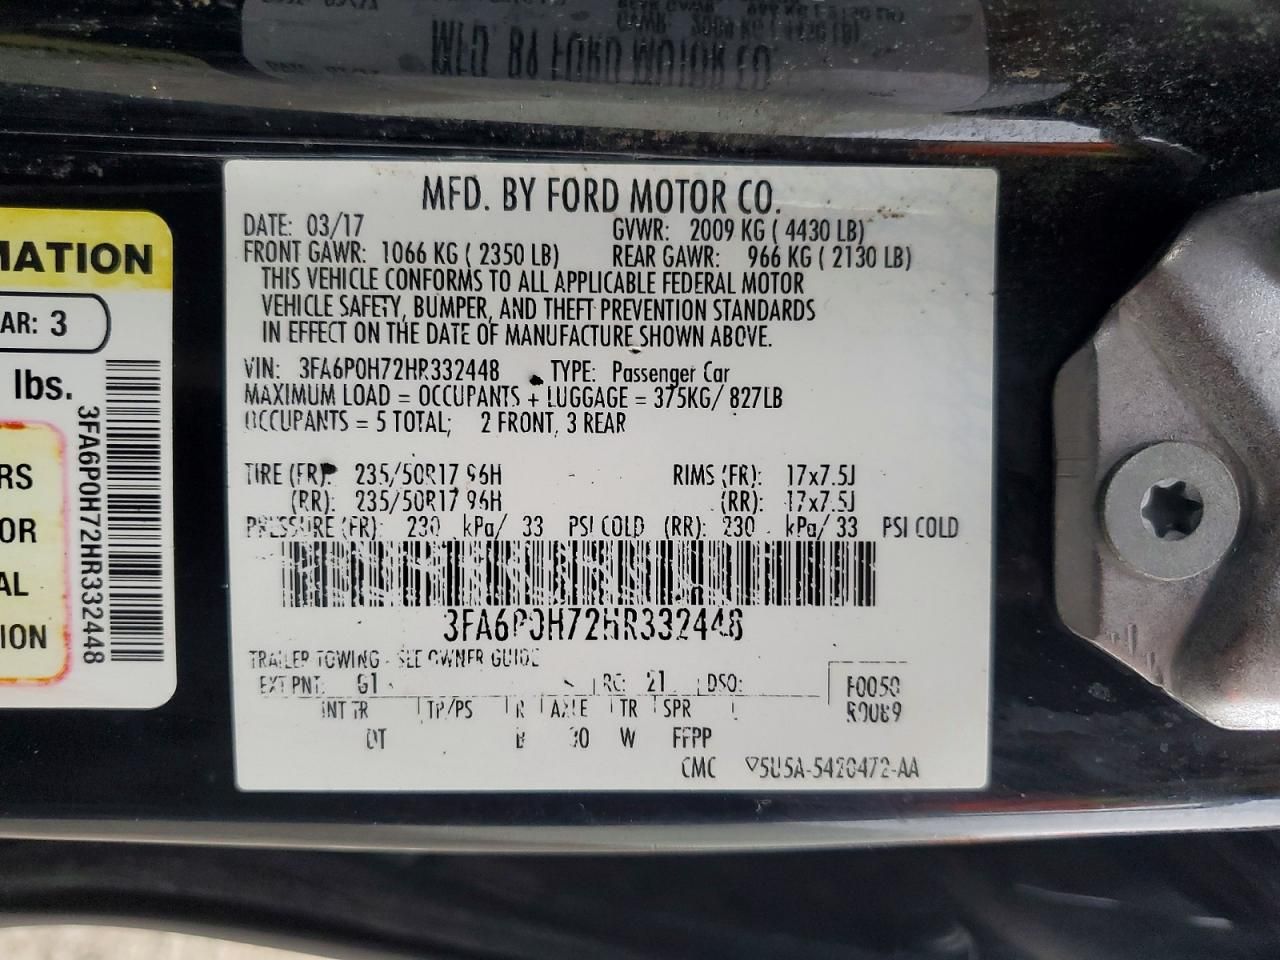 MFD. BY FORD MOTOR CO.
DATE: 03/17 GVWR: 2009 KG ( 4430 LB)
FRONT GAWR: 1066 KG ( 2350 LB) REAR GAWR: 966 KG ( 2130 LB)
THIS VEHICLE CONFORMS TO ALL APPLICABLE FEDERAL MOTOR
VEHICLE SAFETY, BUMPER, AND THEFT PREVENTION STANDARDS
IN EFFECT ON THE DATE OF MANUFACTURE SHOWN ABOVE.
VIN: 3FA6P0H72HR332448 TYPE: Passenger Car
MAXIMUM LOAD = OCCUPANTS + LUGGAGE = 375KG/ 827LB
OCCUPANTS = 5 TOTAL; 2 FRONT, 3 REAR
TIRE (FR): 235/50R17 96H RIMS (FR): 17x7.5J
(RR): 235/50R17 96H (RR): 17x7.5J
PRESSURE (FR): 230 kPa/ 33 PSI COLD (RR): 230 kPa/ 33 PSI COLD
3FA6P0H72HR332448
TRAILER TOWING - SEE OWNER GUIDE
EXT PNT: G1 RC: 21 DSO: F0050
INT TR TP/PS R AXLE TR SPR R0089
DT B W FFPP
CMC 5U5A-5420472-AA
MATION
AR: 3
lbs.
RS
OR
AL
ION
3FA6P0H72HR332448